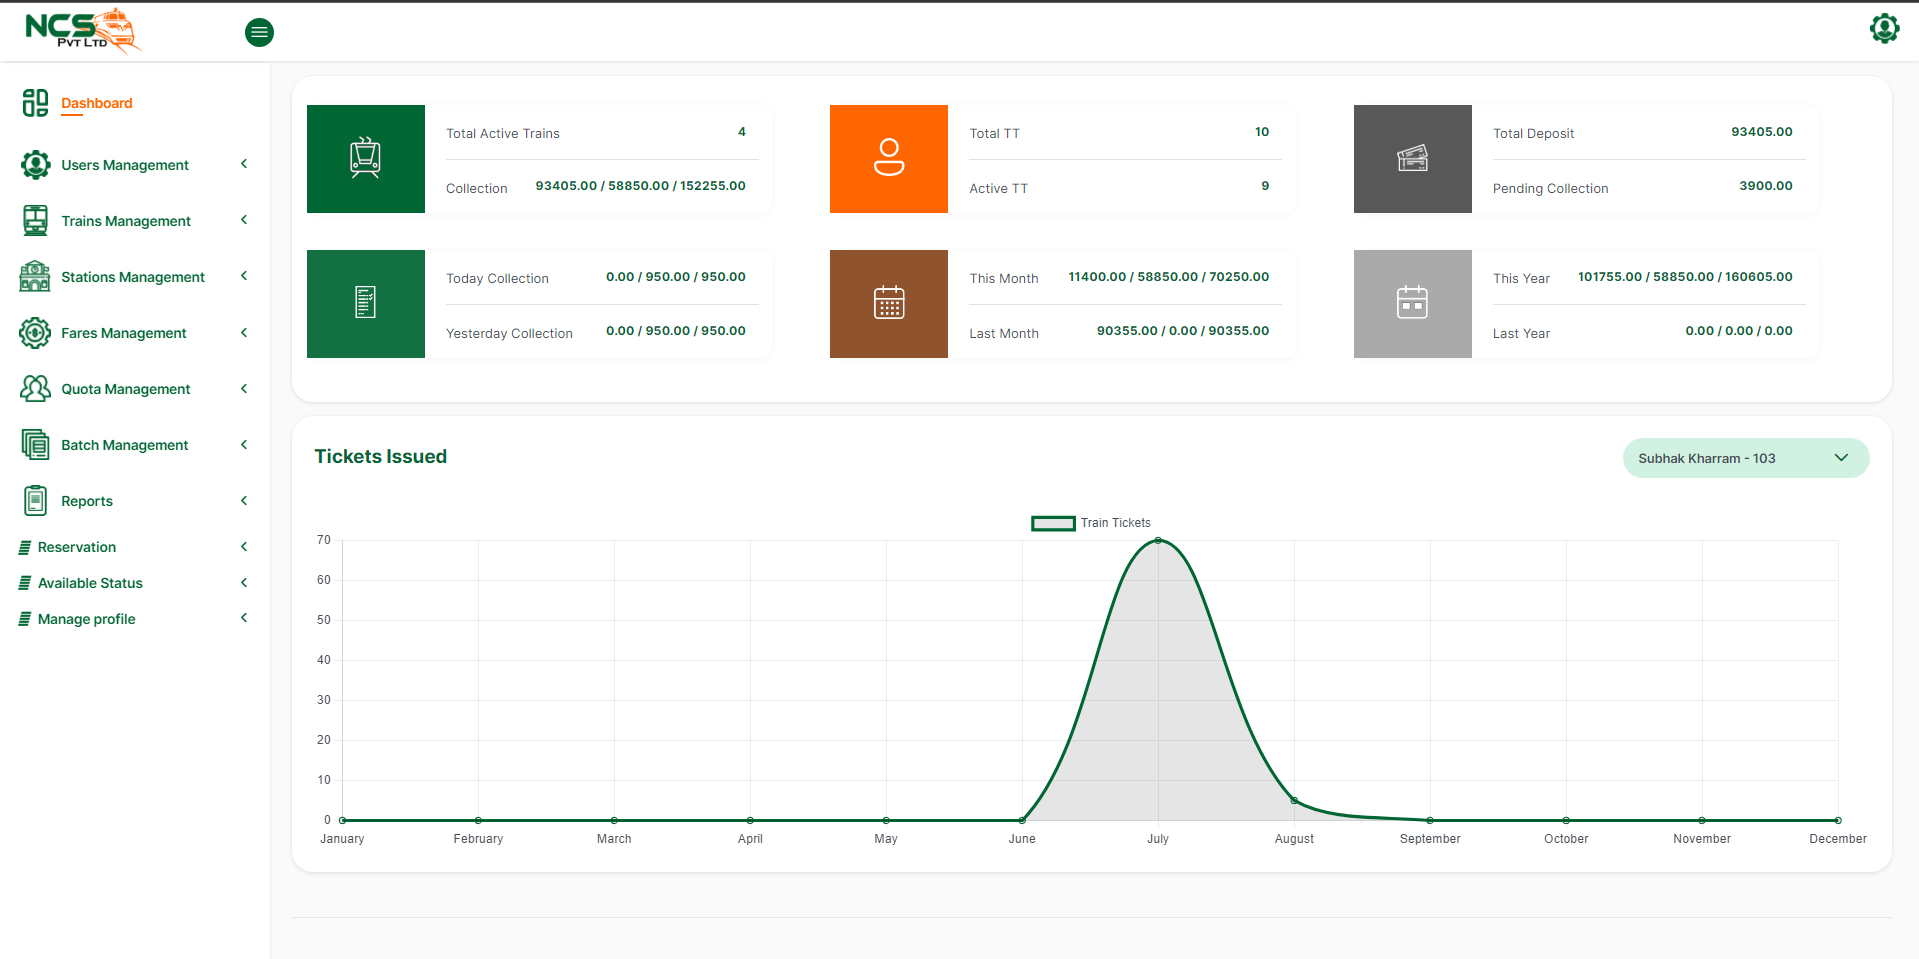 NCS
PVT LTD
Dashboard
Users Management
Trains Management
Stations Management
Fares Management
Quota Management
Batch Management
Reports
Reservation
Available Status
Manage profile
Total Active Trains 4
Collection 93405.00 / 58850.00 / 152255.00
Total TT 10
Active TT 9
Total Deposit 93405.00
Pending Collection 3900.00
Today Collection 0.00 / 950.00 / 950.00
Yesterday Collection 0.00 / 950.00 / 950.00
This Month 11400.00 / 58850.00 / 70250.00
Last Month 90355.00 / 0.00 / 90355.00
This Year 101755.00 / 58850.00 / 160605.00
Last Year 0.00 / 0.00 / 0.00
Tickets Issued
Subhak Kharram - 103
Train Tickets
70
60
50
40
30
20
10
0
January February March April May June July August September October November December